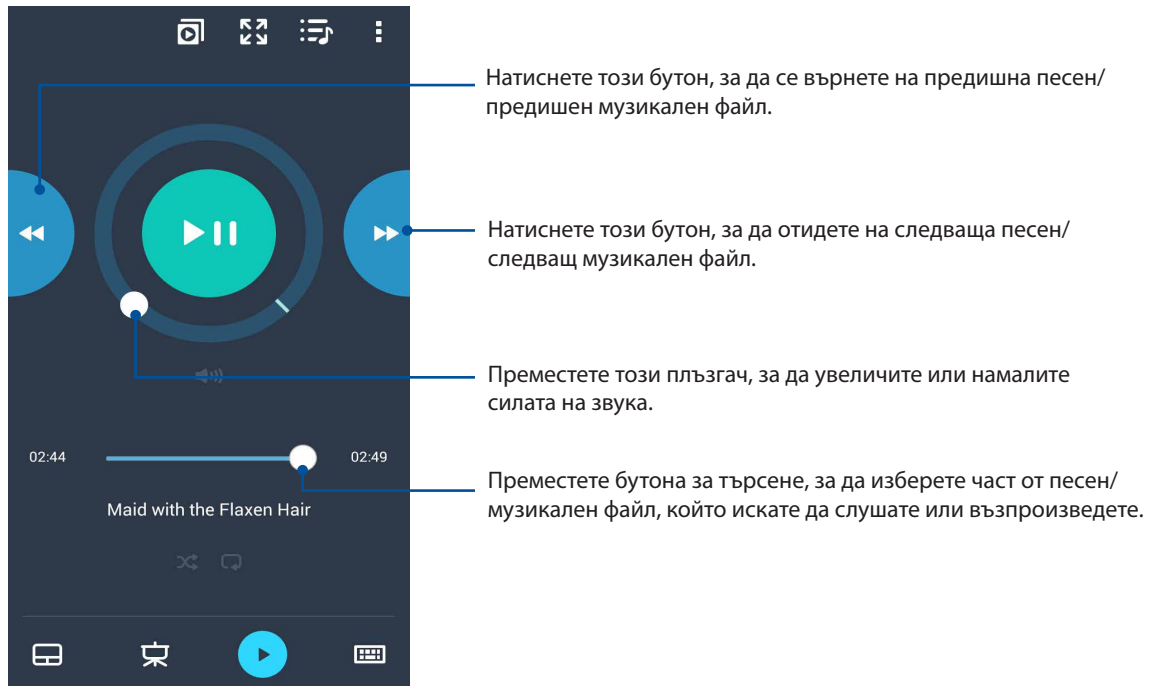 Натиснете този бутон, за да се върнете на предишна песен/
предишен музикален файл.
Натиснете този бутон, за да отидете на следваща песен/
следващ музикален файл.
Преместете този плъзгач, за да увеличите или намалите
силата на звука.
02:44 02:49
Maid with the Flaxen Hair
Преместете бутона за търсене, за да изберете част от песен/
музикален файл, който искате да слушате или възпроизведете.